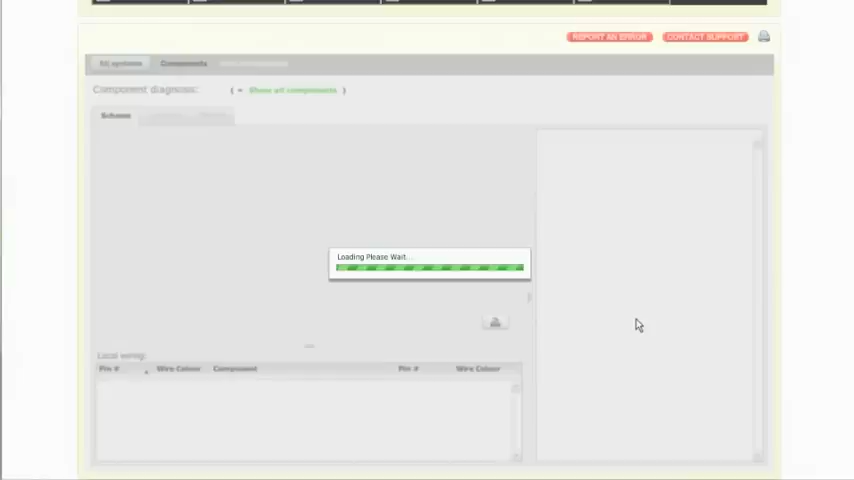 REPORT AN ERROR CONTACT SUPPORT
All systems Components
Component diagnosis: ( Show all components )
Scheme
Loading Please Wait...
Local wiring:
Pin # Wire Colour Component Pin # Wire Colour